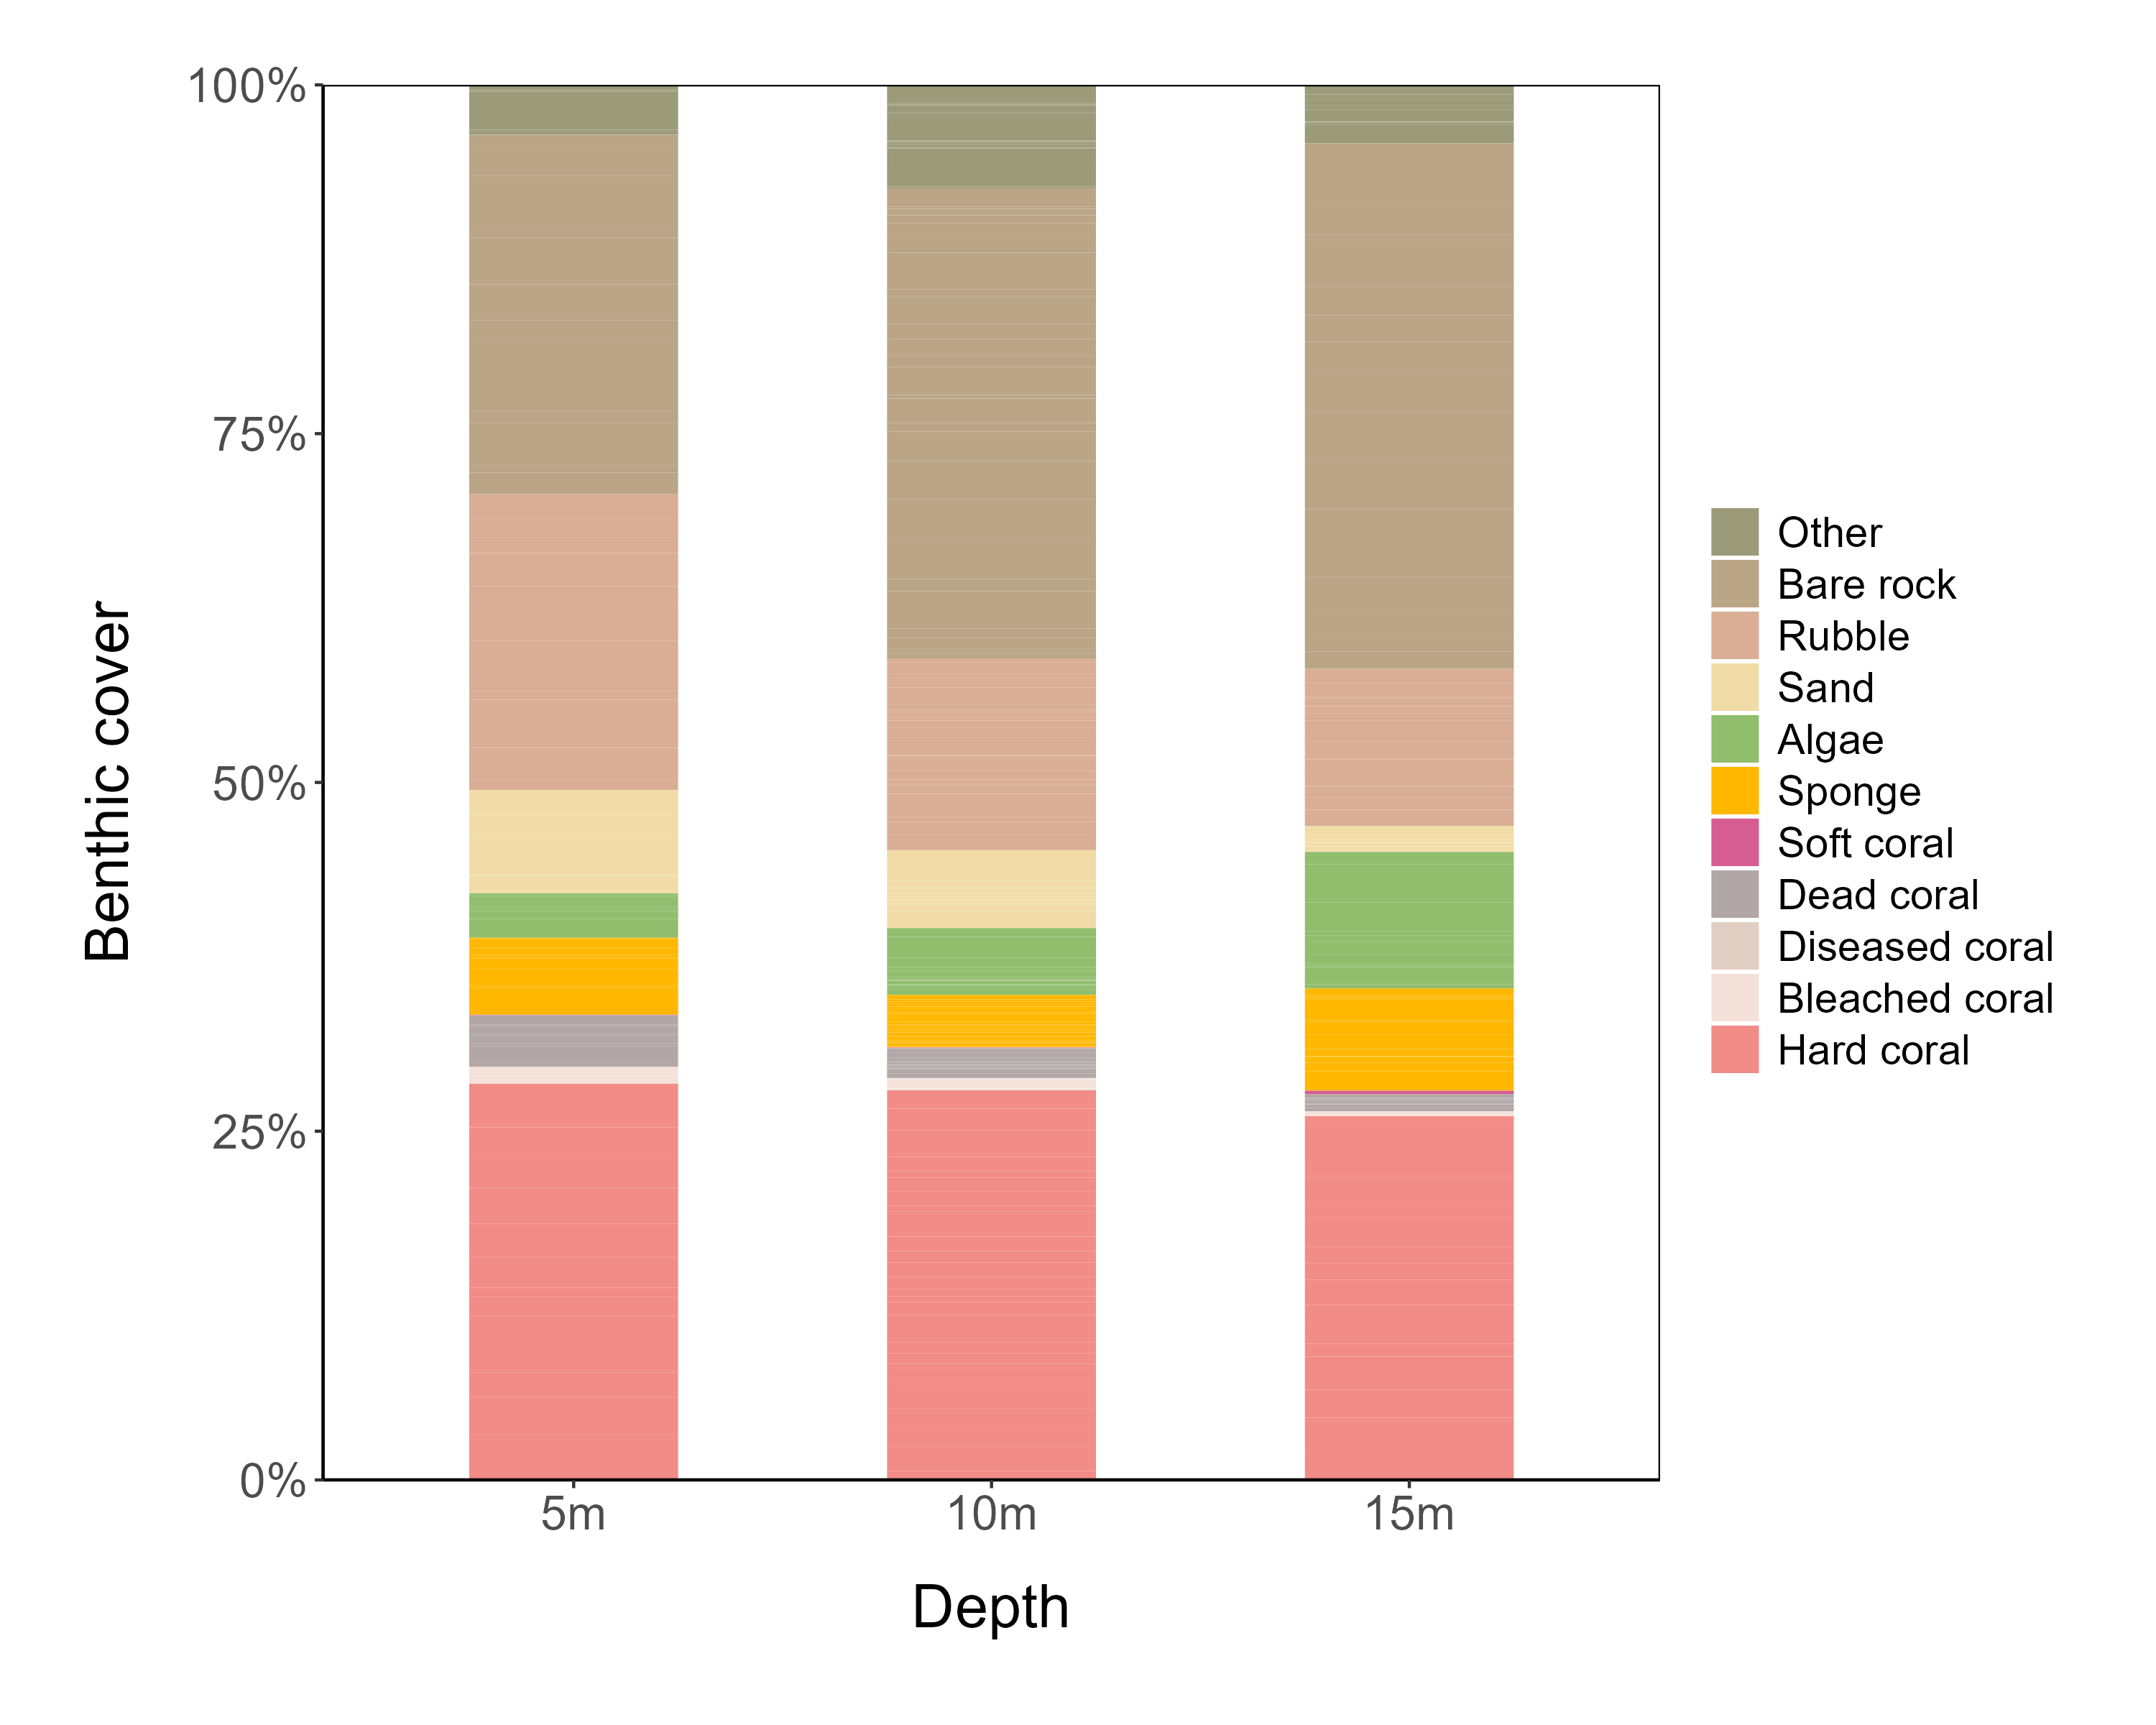 100%
75%
50%
25%
0%
Benthic cover
5m
10m
15m
Depth
Other
Bare rock
Rubble
Sand
Algae
Sponge
Soft coral
Dead coral
Diseased coral
Bleached coral
Hard coral